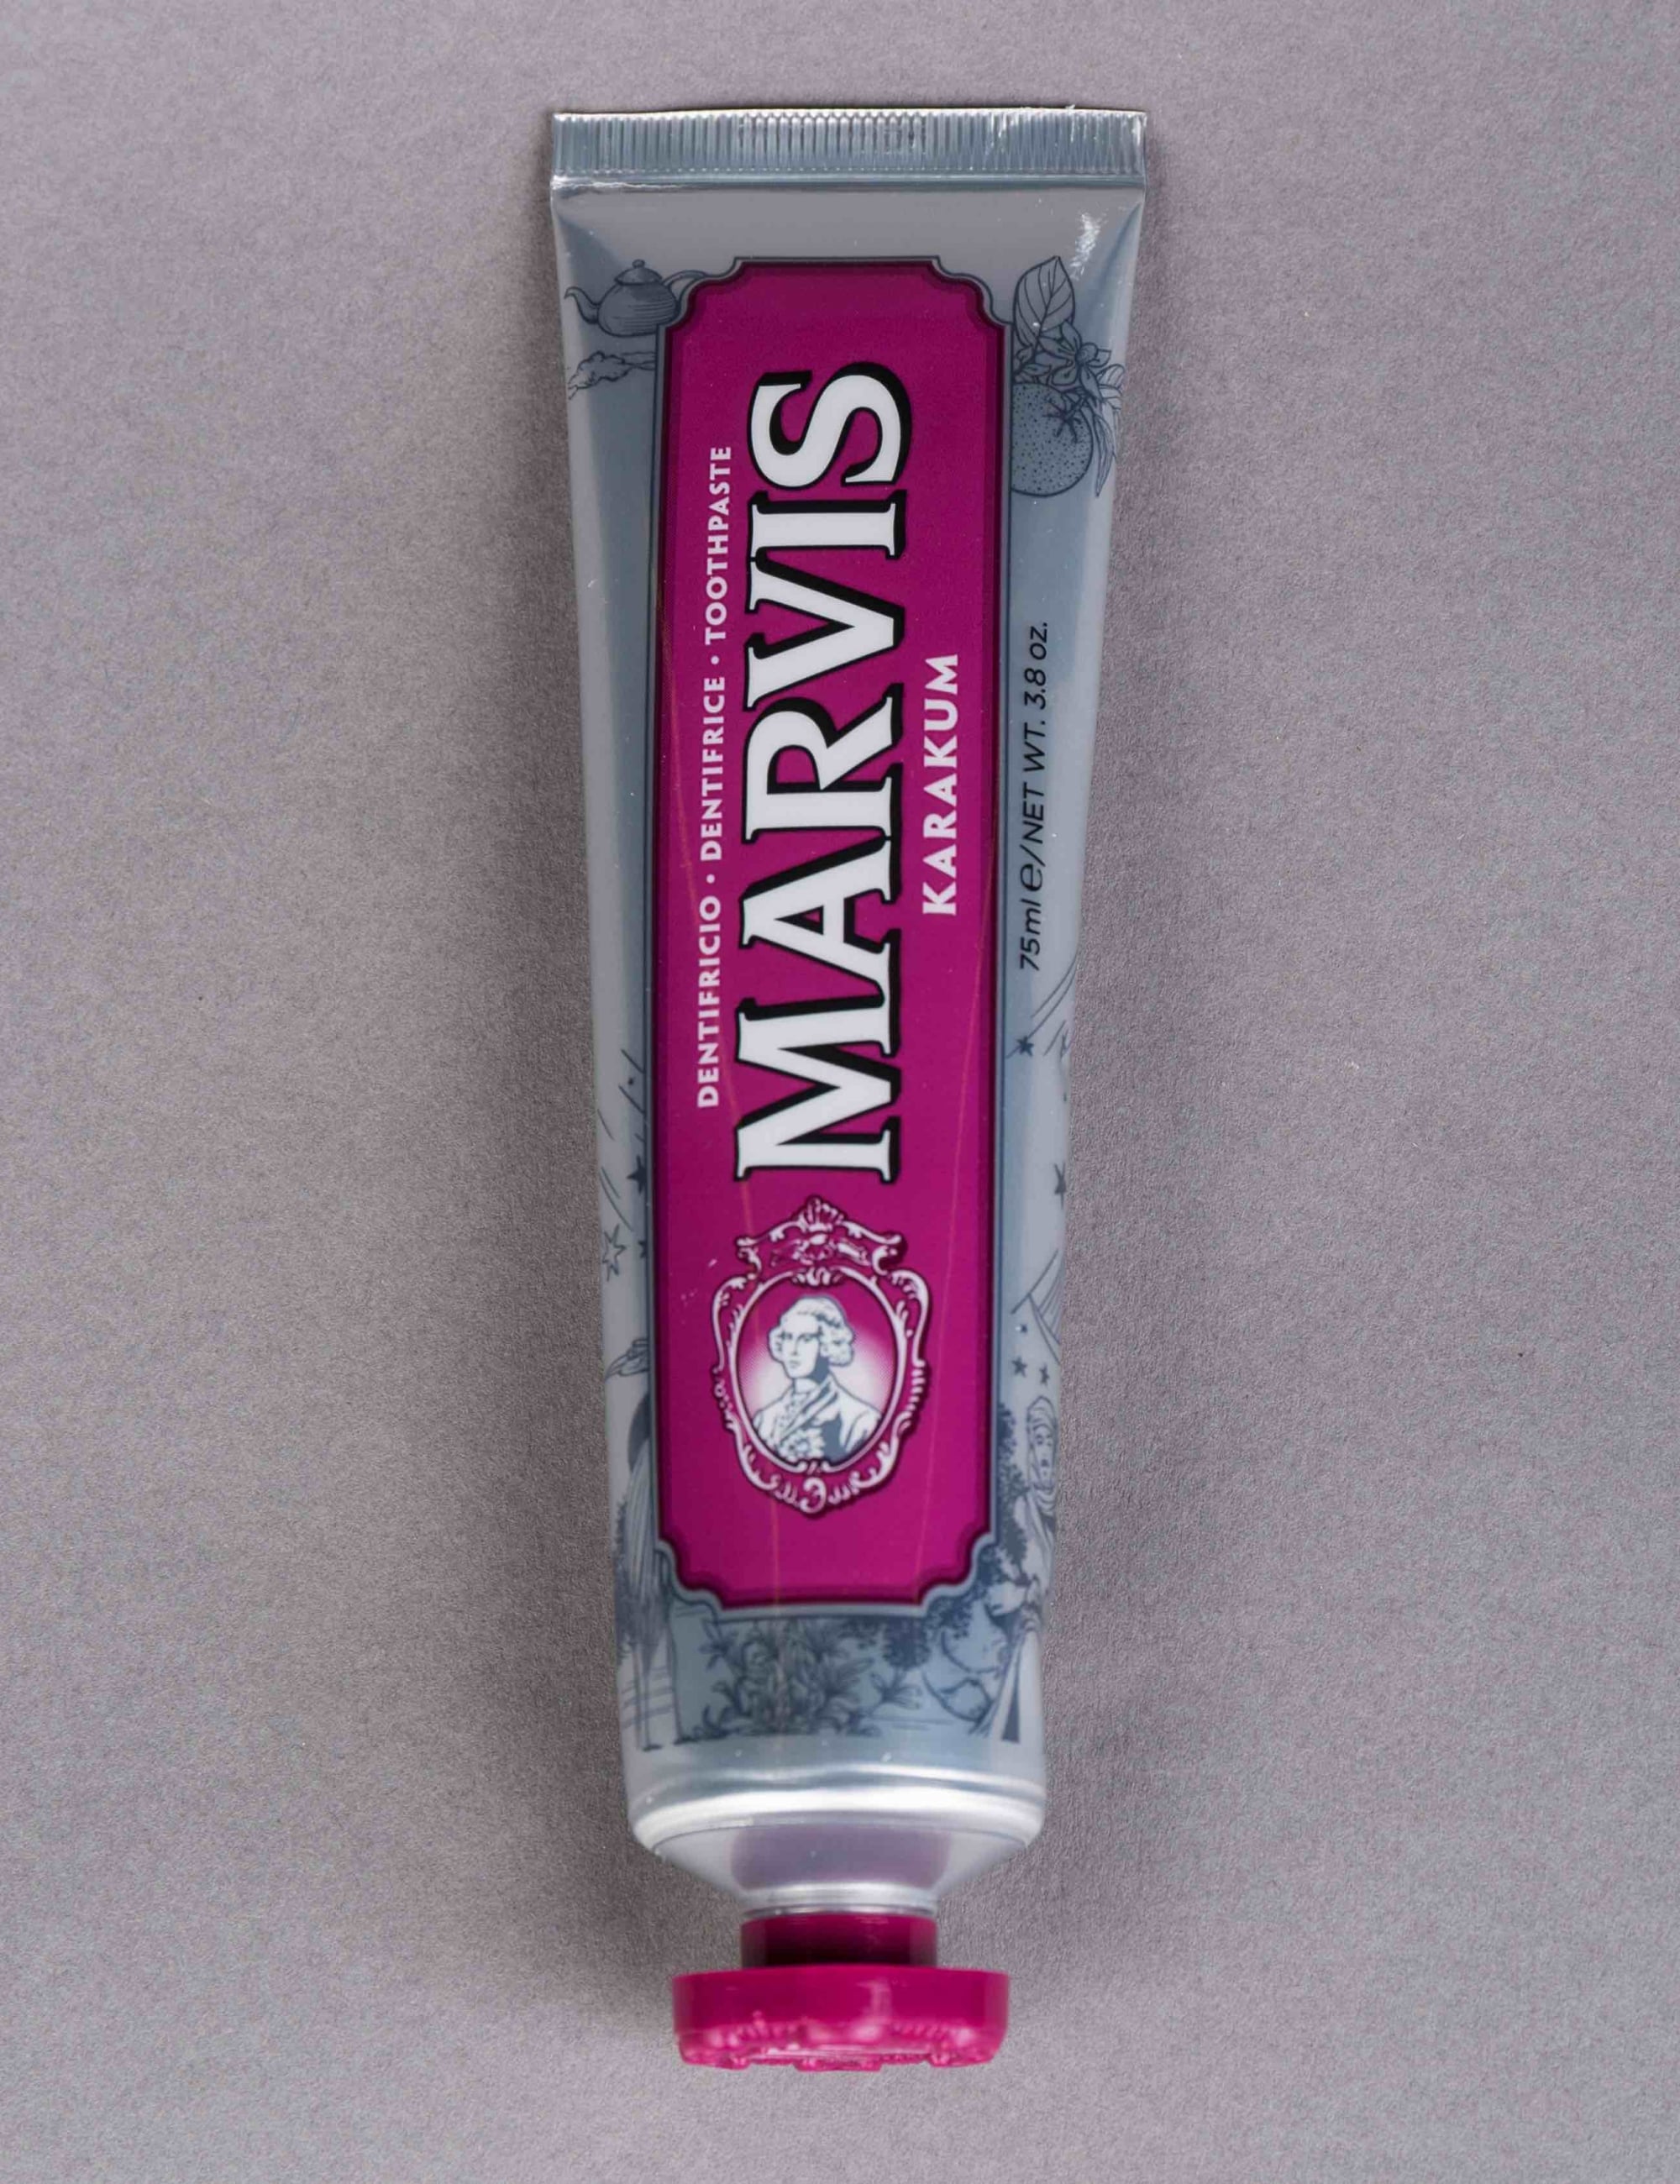 DENTIFRICIO • DENTIFRICE • TOOTHPASTE
MARVIS
KARAKUM
75ml ℮/NET WT. 3.8 OZ.